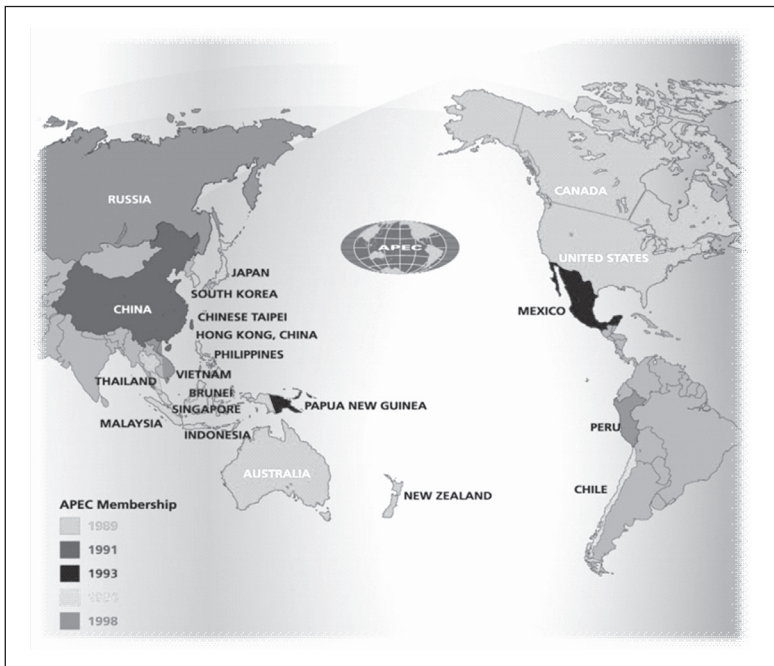 RUSSIA
CANADA
APEC
UNITED STATES
JAPAN
SOUTH KOREA
CHINA
MEXICO
CHINESE TAIPEI
HONG KONG, CHINA
PHILIPPINES
VIETNAM
THAILAND
BRUNEI
SINGAPORE
PAPUA NEW GUINEA
MALAYSIA
INDONESIA
PERU
AUSTRALIA
NEW ZEALAND
CHILE
APEC Membership
1989
1991
1993
1998